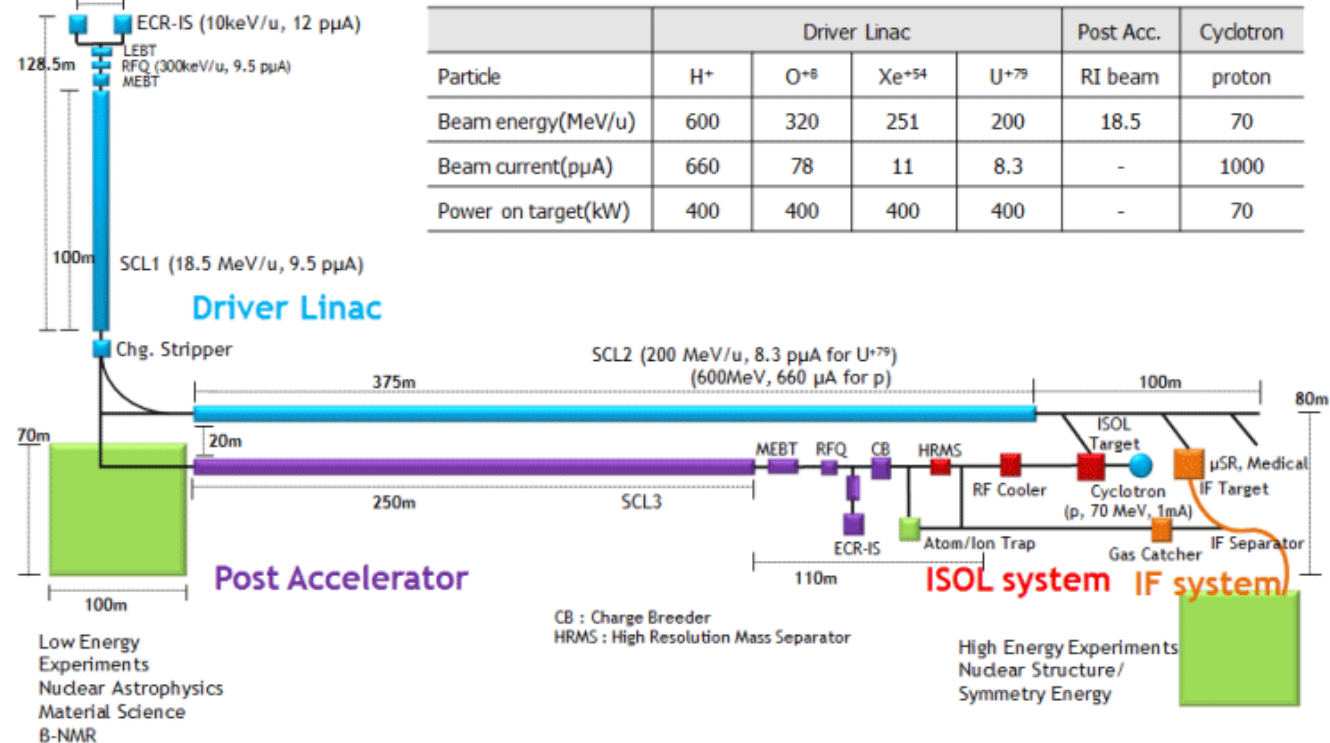 ECR-IS (10keV/u, 12 pμA)
LEBT
128.5m
RFQ (300keV/u, 9.5 pμA)
MEBT
100m
SCL1 (18.5 MeV/u, 9.5 pμA)
Driver Linac
Chg. Stripper
Driver Linac Post Acc. Cyclotron
Particle H+ O+8 Xe+54 U+79 RI beam proton
Beam energy(MeV/u) 600 320 251 200 18.5 70
Beam current(pμA) 660 78 11 8.3 - 1000
Power on target(kW) 400 400 400 400 - 70
SCL2 (200 MeV/u, 8.3 pμA for U+79)
(600MeV, 660 μA for p)
375m
100m
80m
70m
20m
ISOL
Target
MEBT RFQ CB HRMS
μSR, Medical
RF Cooler
Cyclotron
(p, 70 MeV, 1mA)
IF Target
250m
SCL3
ECR-IS
Atom/Ion Trap
Gas Catcher
IF Separator
110m
Post Accelerator
ISOL system
IF system
100m
CB : Charge Breeder
HRMS : High Resolution Mass Separator
Low Energy
Experiments
Nuclear Astrophysics
Material Science
β-NMR
High Energy Experiments
Nuclear Structure/
Symmetry Energy